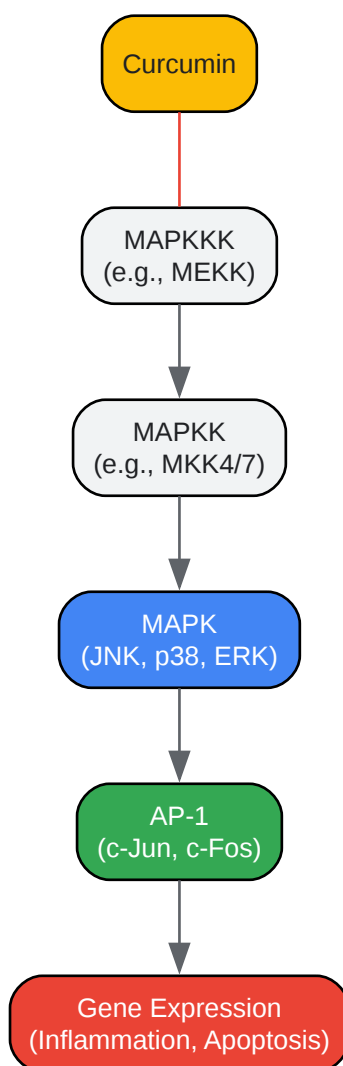 Curcumin
MAPKKK
(e.g., MEKK)
MAPKK
(e.g., MKK4/7)
MAPK
(JNK, p38, ERK)
AP-1
(c-Jun, c-Fos)
Gene Expression
(Inflammation, Apoptosis)